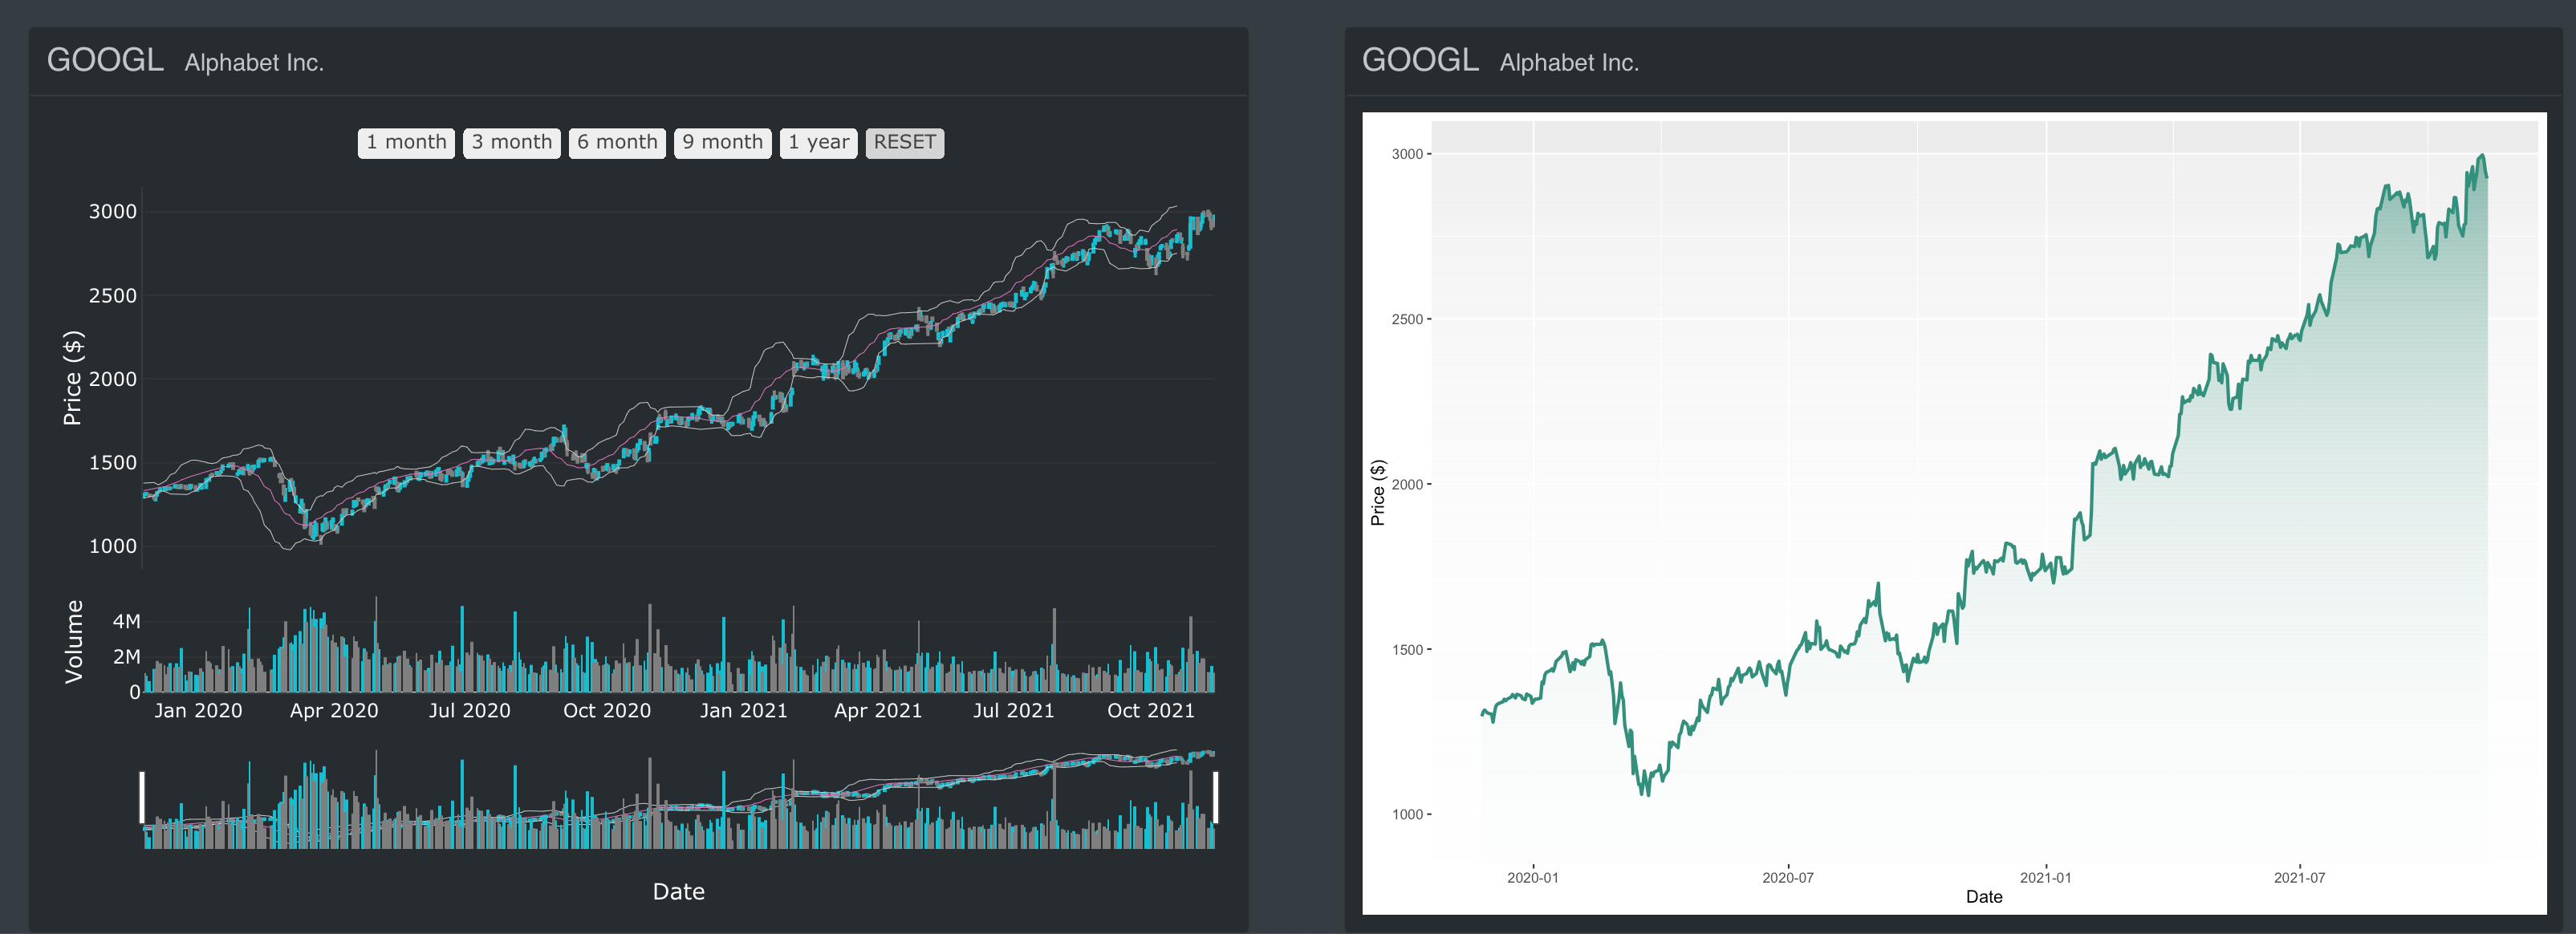 GOOGL Alphabet Inc.
1 month 3 month 6 month 9 month 1 year RESET
3000
2500
2000
1500
1000
Price ($)
4M
2M
0
Volume
Jan 2020 Apr 2020 Jul 2020 Oct 2020 Jan 2021 Apr 2021 Jul 2021 Oct 2021
Date
GOOGL Alphabet Inc.
3000
2500
2000
1500
1000
Price ($)
2020-01 2020-07 2021-01 2021-07
Date